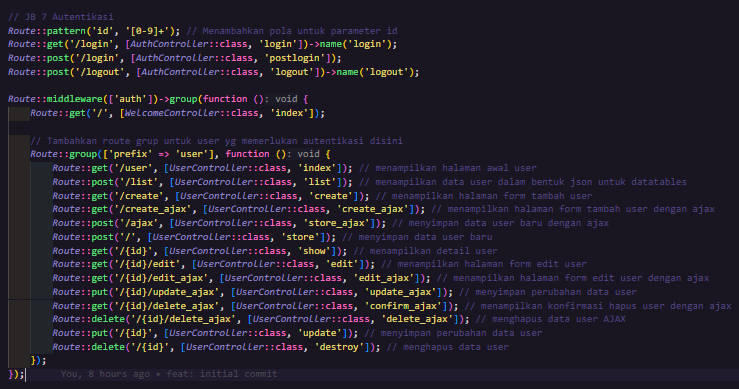 // JB 7 Autentikasi
Route::pattern('id', '[0-9]+'); // Menambahkan pola untuk parameter id
Route::get('/login', [AuthController::class, 'login'])->name('login');
Route::post('/login', [AuthController::class, 'postlogin']);
Route::post('/logout', [AuthController::class, 'logout'])->name('logout');
Route::middleware(['auth'])->group(function (): void {
Route::get('/', [WelcomeController::class, 'index']);
// Tambahkan route grup untuk user yg memerlukan autentikasi disini
Route::group(['prefix' => 'user'], function (): void {
Route::get('/user', [UserController::class, 'index']); // menampilkan halaman awal user
Route::post('/list', [UserController::class, 'list']); // menampilkan data user dalam bentuk json untuk datatables
Route::get('/create', [UserController::class, 'create']); // menampilkan halaman form tambah user
Route::get('/create_ajax', [UserController::class, 'create_ajax']); // menampilkan halaman form tambah user dengan ajax
Route::post('/ajax', [UserController::class, 'store_ajax']); // menyimpan data user baru dengan ajax
Route::post('/', [UserController::class, 'store']); // menyimpan data user baru
Route::get('/{id}', [UserController::class, 'show']); // menampilkan detail user
Route::get('/{id}/edit', [UserController::class, 'edit']); // menampilkan halaman form edit user
Route::get('/{id}/edit_ajax', [UserController::class, 'edit_ajax']); // menampilkan halaman form edit user dengan ajax
Route::put('/{id}/update_ajax', [UserController::class, 'update_ajax']); // menyimpan perubahan data user
Route::get('/{id}/delete_ajax', [UserController::class, 'confirm_ajax']); // menampilkan konfirmasi hapus user dengan ajax
Route::delete('/{id}/delete_ajax', [UserController::class, 'delete_ajax']); // menghapus data user AJAX
Route::put('/{id}', [UserController::class, 'update']); // menyimpan perubahan data user
Route::delete('/{id}', [UserController::class, 'destroy']); // menghapus data user
});
}); You, 8 hours ago • feat: initial commit